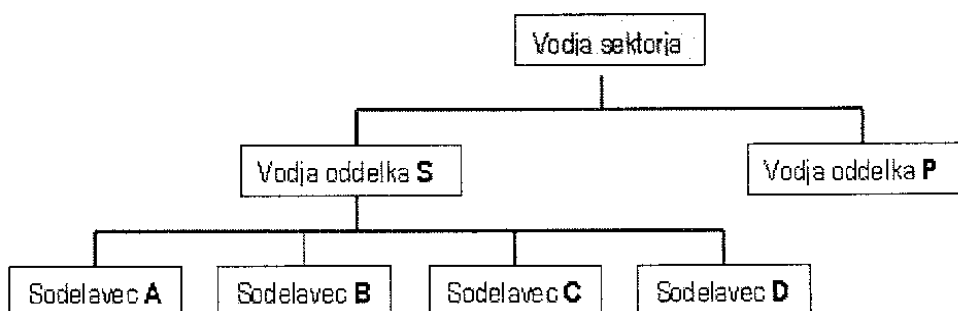 Vodja sektorja
Vodja oddelka S
Vodja oddelka P
Sodelavec A
Sodelavec B
Sodelavec C
Sodelavec D